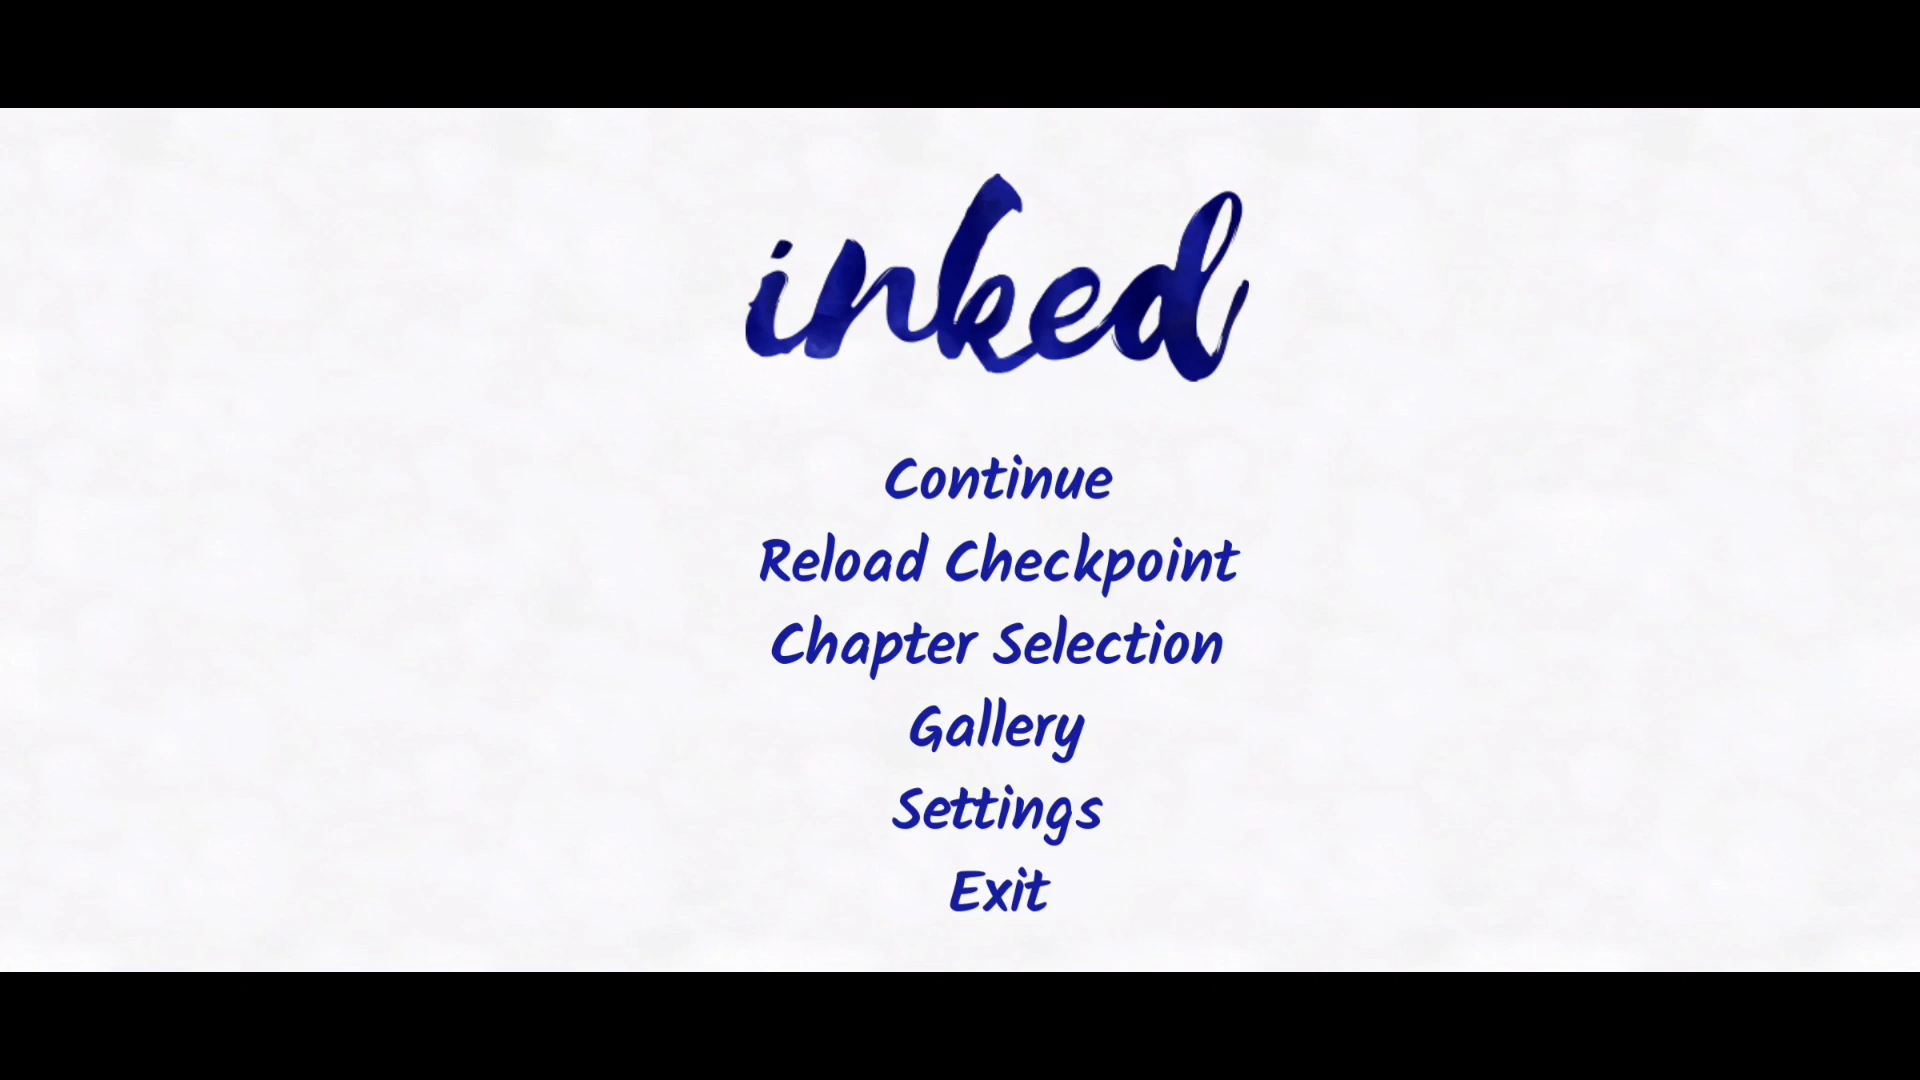 inked
Continue
Reload Checkpoint
Chapter Selection
Gallery
Settings
Exit